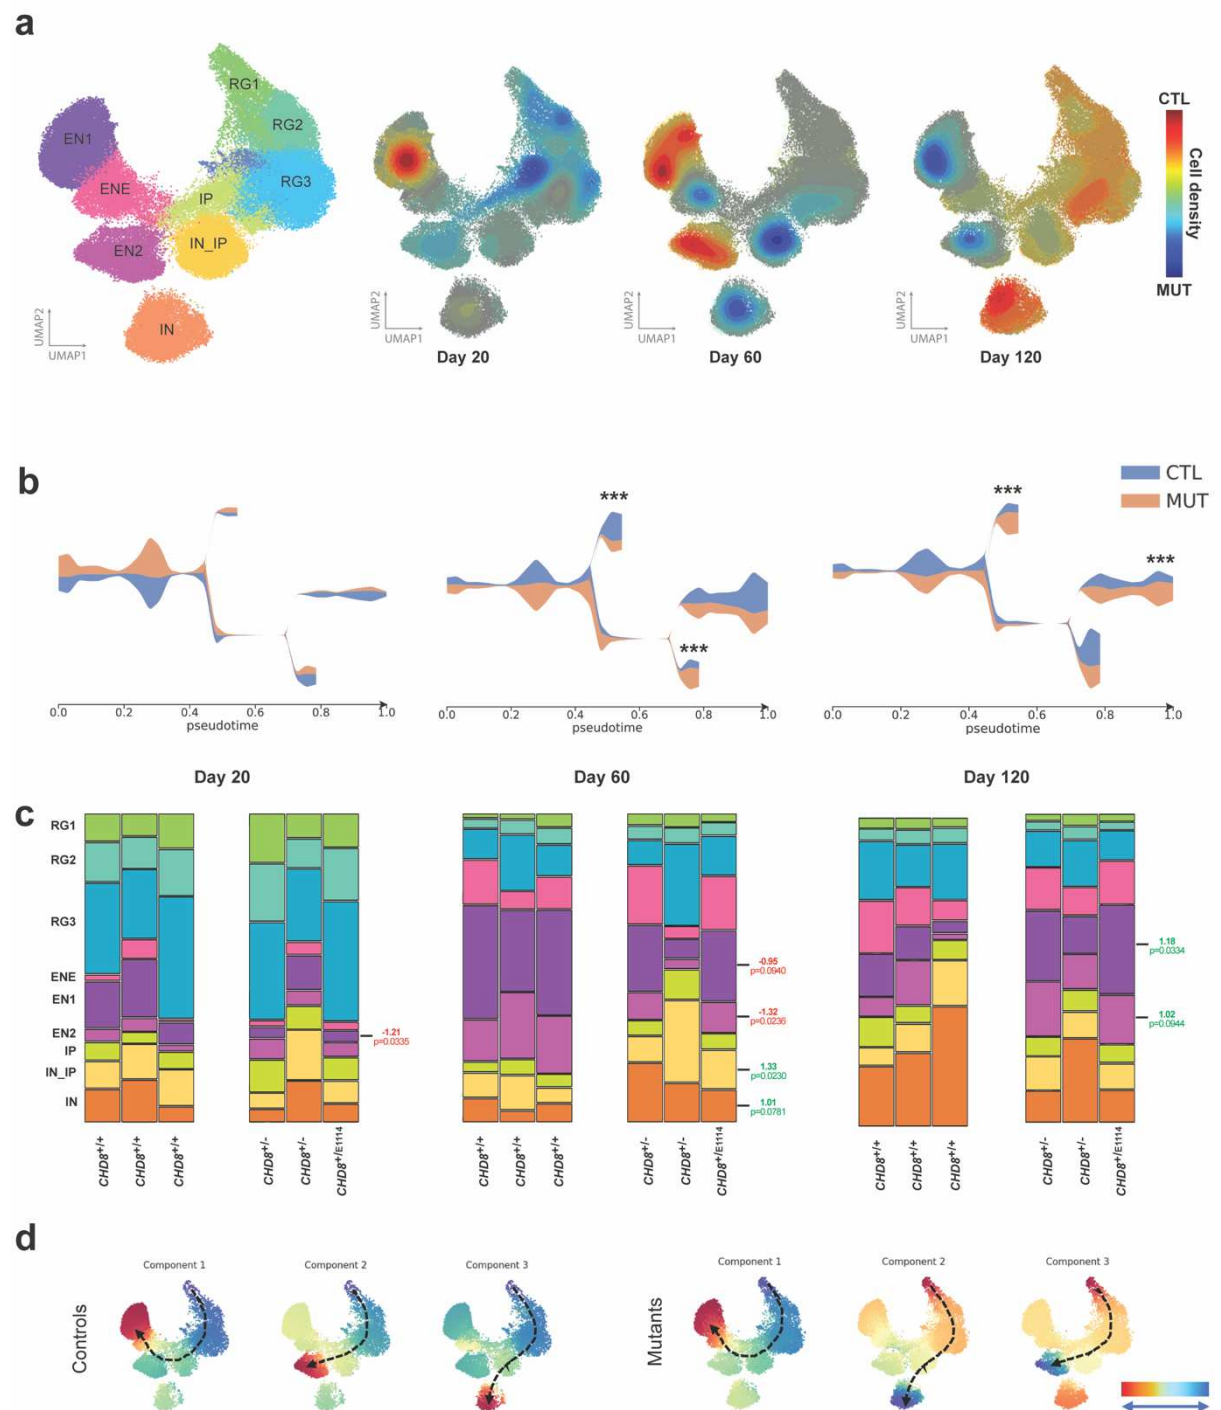 a
RG1
RG2
RG3
EN1
ENE
IP
EN2
IN_IP
IN
UMAP2
UMAP1
UMAP2
UMAP1
Day 20
UMAP2
UMAP1
Day 60
UMAP2
UMAP1
Day 120
CTL
Cell density
MUT
b
CTL
MUT
***
***
***
***
0.0 0.2 0.4 0.6 0.8 1.0
pseudotime
0.0 0.2 0.4 0.6 0.8 1.0
pseudotime
0.0 0.2 0.4 0.6 0.8 1.0
pseudotime
Day 20
Day 60
Day 120
c
RG1
RG2
RG3
ENE
EN1
EN2
IP
IN_IP
IN
-1.21
p=0.0335
-0.95
p=0.0940
-1.32
p=0.0236
1.33
p=0.0230
1.01
p=0.0781
1.18
p=0.0334
1.02
p=0.0944
CHD8+/+
CHD8+/+
CHD8+/+
CHD8+/-
CHD8+/-
CHD8+/E1114
CHD8+/+
CHD8+/+
CHD8+/+
CHD8+/-
CHD8+/-
CHD8+/E1114
CHD8+/+
CHD8+/+
CHD8+/+
CHD8+/-
CHD8+/-
CHD8+/E1114
d
Controls
Component 1
Component 2
Component 3
Mutants
Component 1
Component 2
Component 3